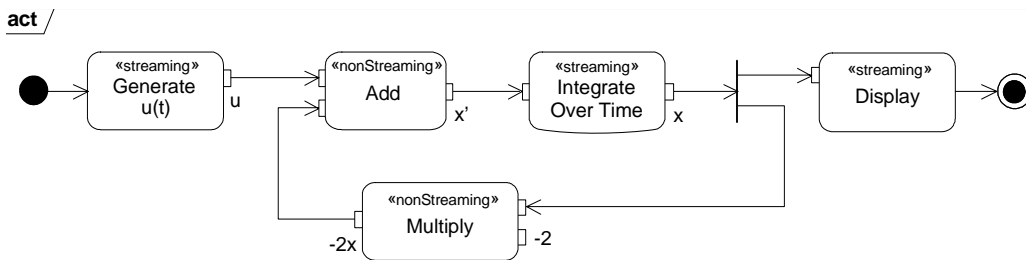 act
«streaming»
Generate
u(t)
u
«nonStreaming»
Add
x’
«streaming»
Integrate
Over Time
x
«streaming»
Display
«nonStreaming»
Multiply
-2x
-2